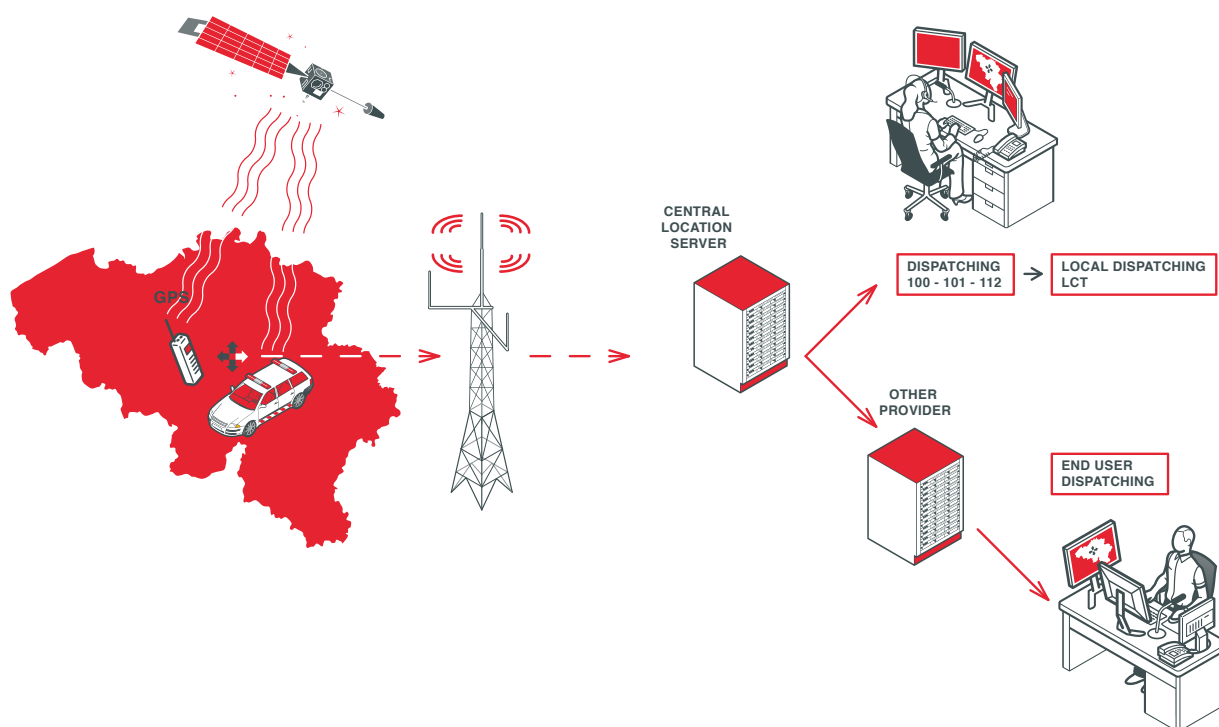 CENTRAL
LOCATION
SERVER
DISPATCHING
100 - 101 - 112
LOCAL DISPATCHING
LCT
GPS
OTHER
PROVIDER
END USER
DISPATCHING